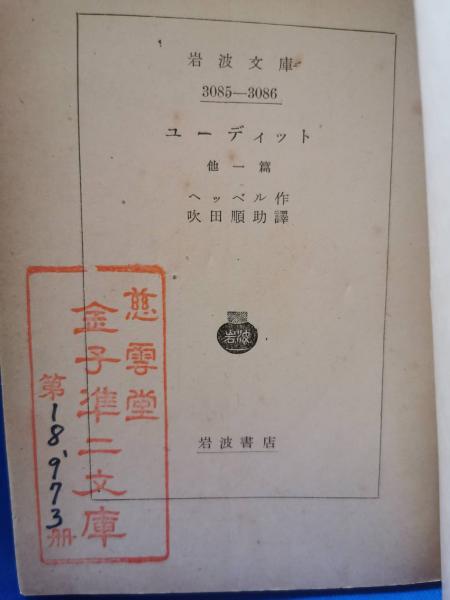 岩波文庫
3085—3086
ユーディット
他一篇
ヘッベル作
吹田順助譯
岩波
岩波書店
慈雲堂
金子準二文庫
第18973册